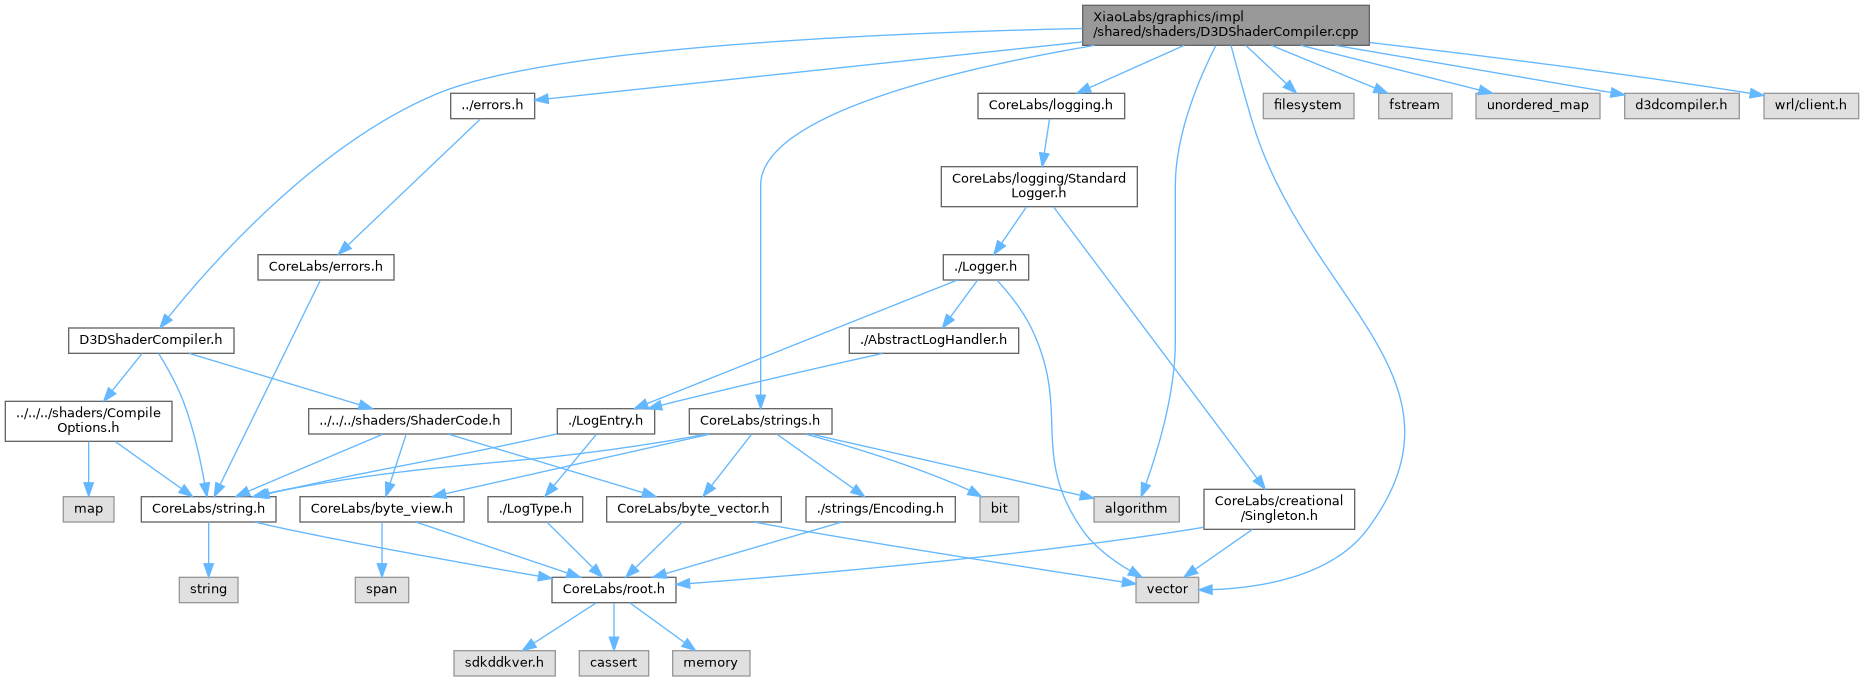 XiaoLabs/graphics/impl
/shared/shaders/D3DShaderCompiler.cpp
../errors.h
CoreLabs/logging.h
filesystem
fstream
unordered_map
d3dcompiler.h
wrl/client.h
CoreLabs/logging/Standard
Logger.h
CoreLabs/errors.h
./Logger.h
D3DShaderCompiler.h
./AbstractLogHandler.h
../../../shaders/Compile
Options.h
../../../shaders/ShaderCode.h
./LogEntry.h
CoreLabs/strings.h
map
CoreLabs/string.h
CoreLabs/byte_view.h
./LogType.h
CoreLabs/byte_vector.h
./strings/Encoding.h
bit
algorithm
CoreLabs/creational
/Singleton.h
string
span
CoreLabs/root.h
vector
sdkddkver.h
cassert
memory